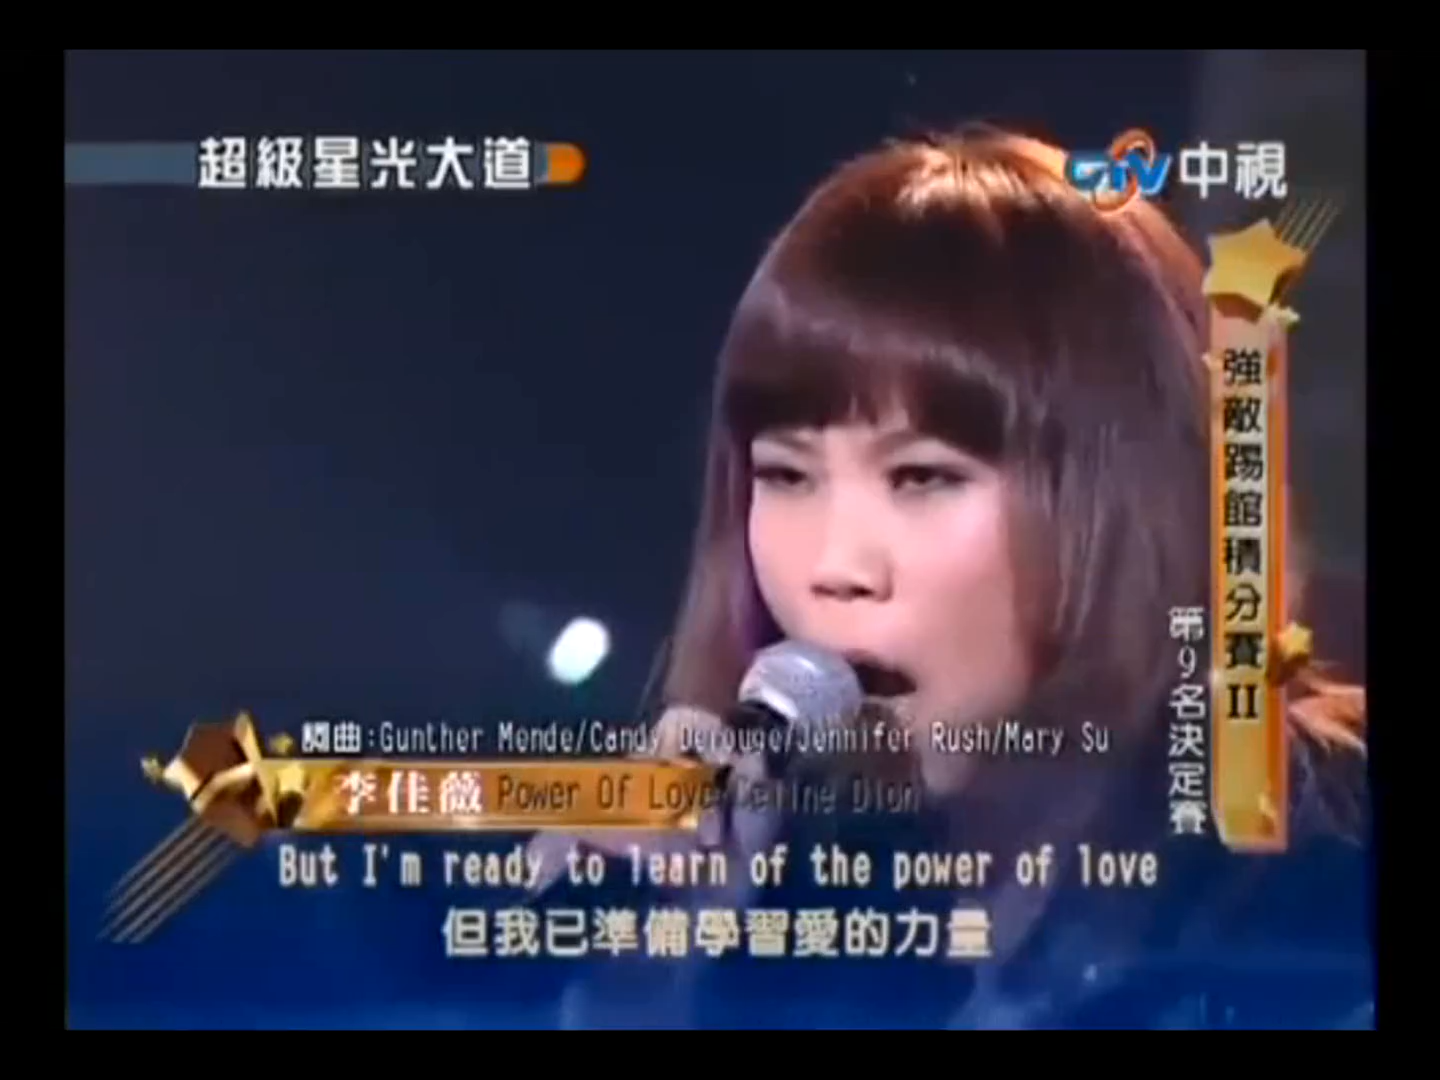 超級星光大道
CTV中視
強敵踢館積分賽II
第9名決定賽
詞曲:Gunther Mende/Candy Derouge/Jennifer Rush/Mary Su
李佳薇 Power Of Love Celine Dion
But I'm ready to learn of the power of love
但我已準備學習愛的力量